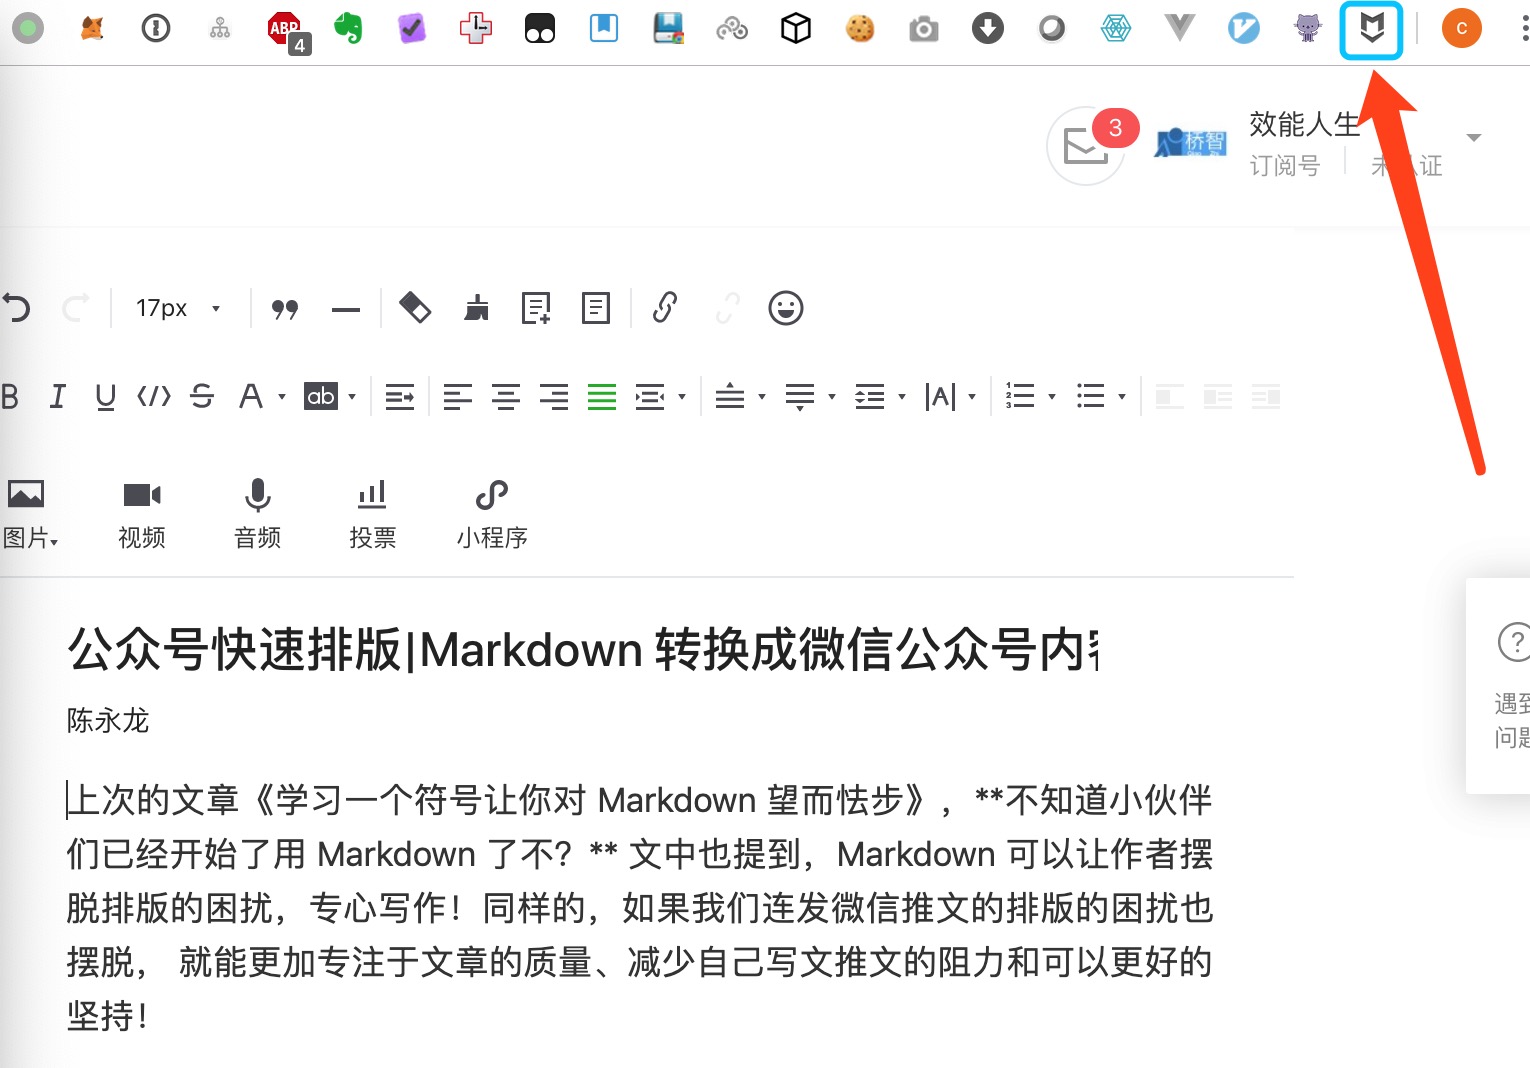 ABP
4
C
3
桥智
效能人生
订阅号
17px
B I U </> S A ab
|A|
1
2
3
图片
视频
音频
投票
小程序
公众号快速排版|Markdown 转换成微信公众号内
陈永龙
上次的文章《学习一个符号让你对 Markdown 望而怯步》，**不知道小伙伴
们已经开始了用 Markdown 了不？** 文中也提到，Markdown 可以让作者摆
脱排版的困扰，专心写作！同样的，如果我们连发微信推文的排版的困扰也
摆脱， 就能更加专注于文章的质量、减少自己写文推文的阻力和可以更好的
坚持！
?
遇到
问题